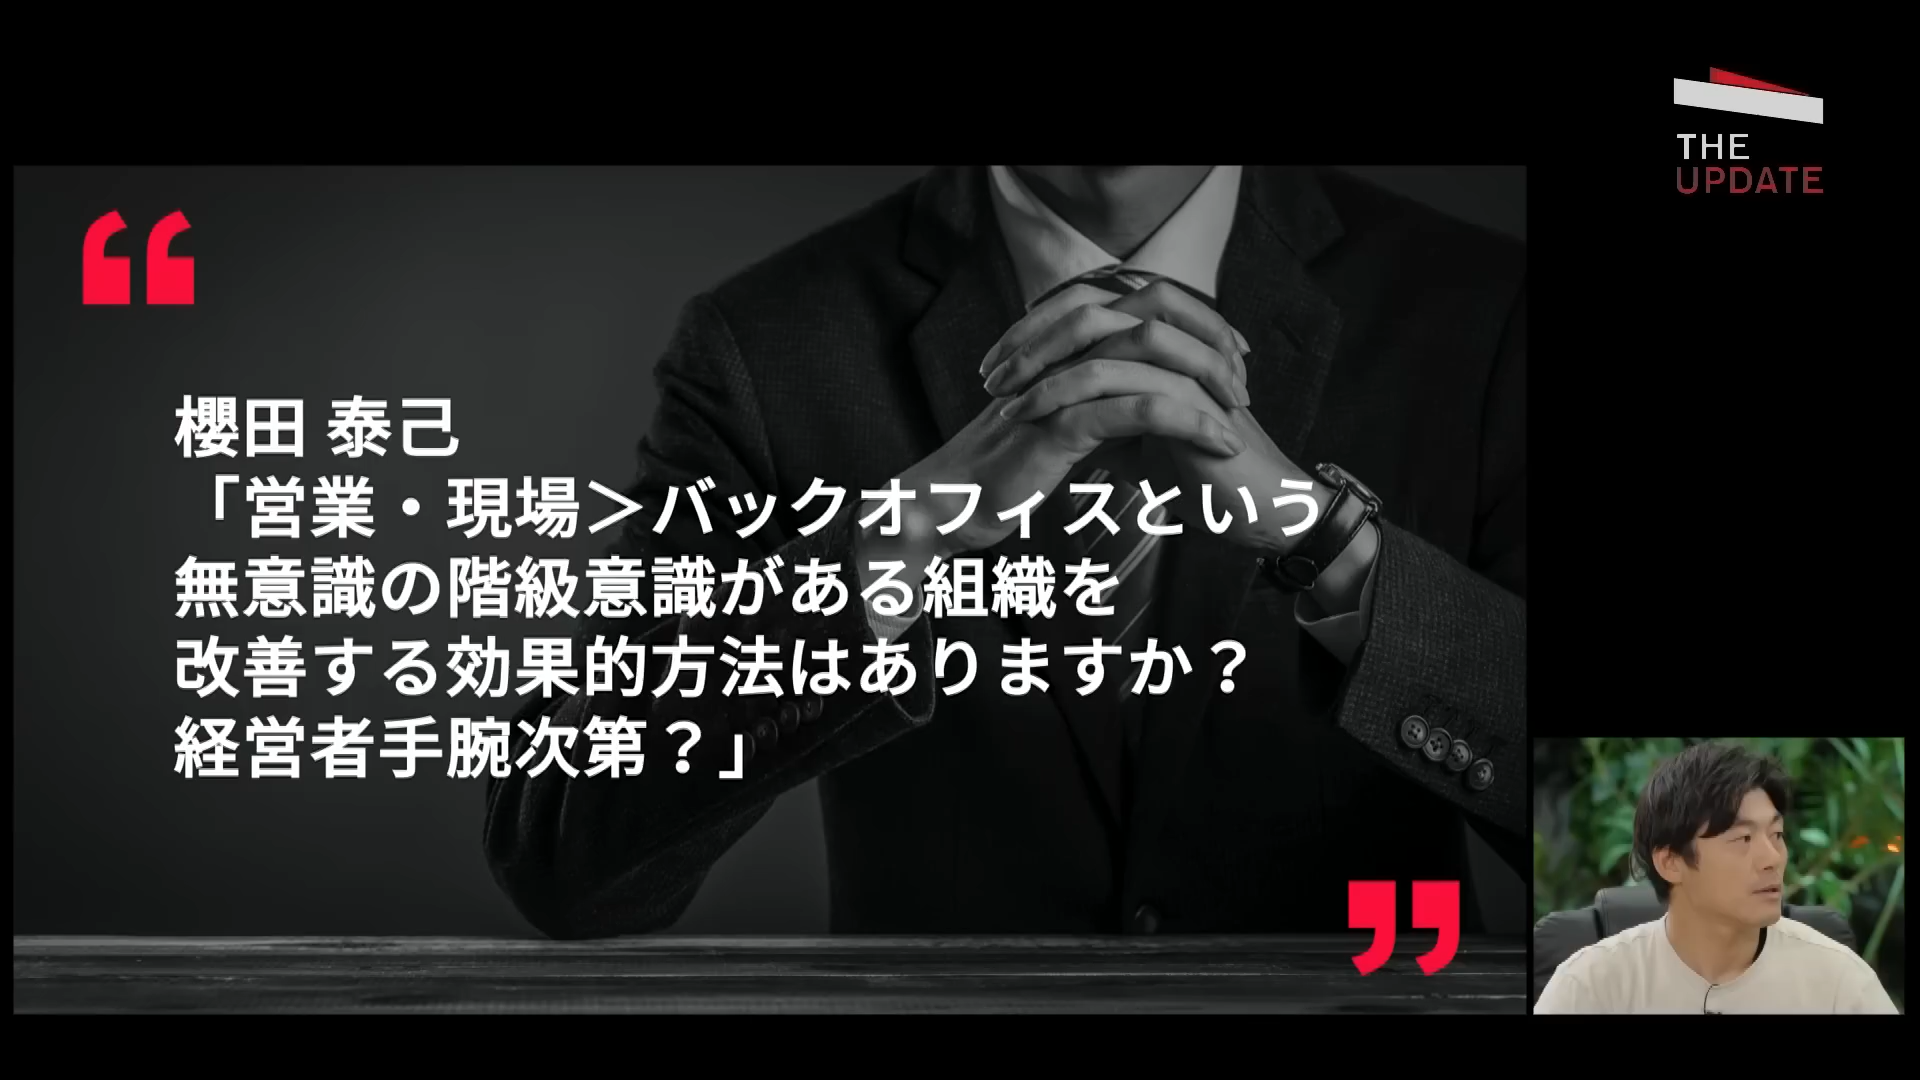 THE
UPDATE
櫻田 泰己
「営業・現場＞バックオフィスという
無意識の階級意識がある組織を
改善する効果的方法はありますか？
経営者手腕次第？」